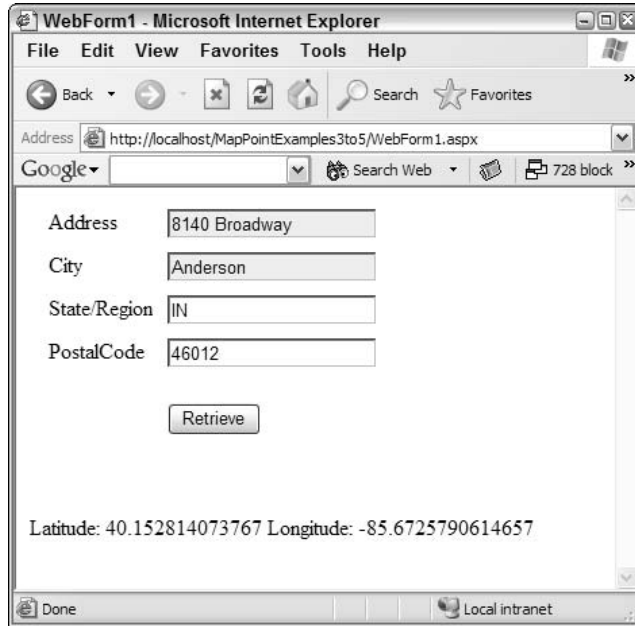 WebForm1 - Microsoft Internet Explorer
File Edit View Favorites Tools Help
Back Search Favorites
Address http://localhost/MapPointExamples3to5/WebForm1.aspx
Google Search Web 728 block
Address 8140 Broadway
City Anderson
State/Region IN
PostalCode 46012
Retrieve
Latitude: 40.152814073767 Longitude: -85.6725790614657
Done Local intranet